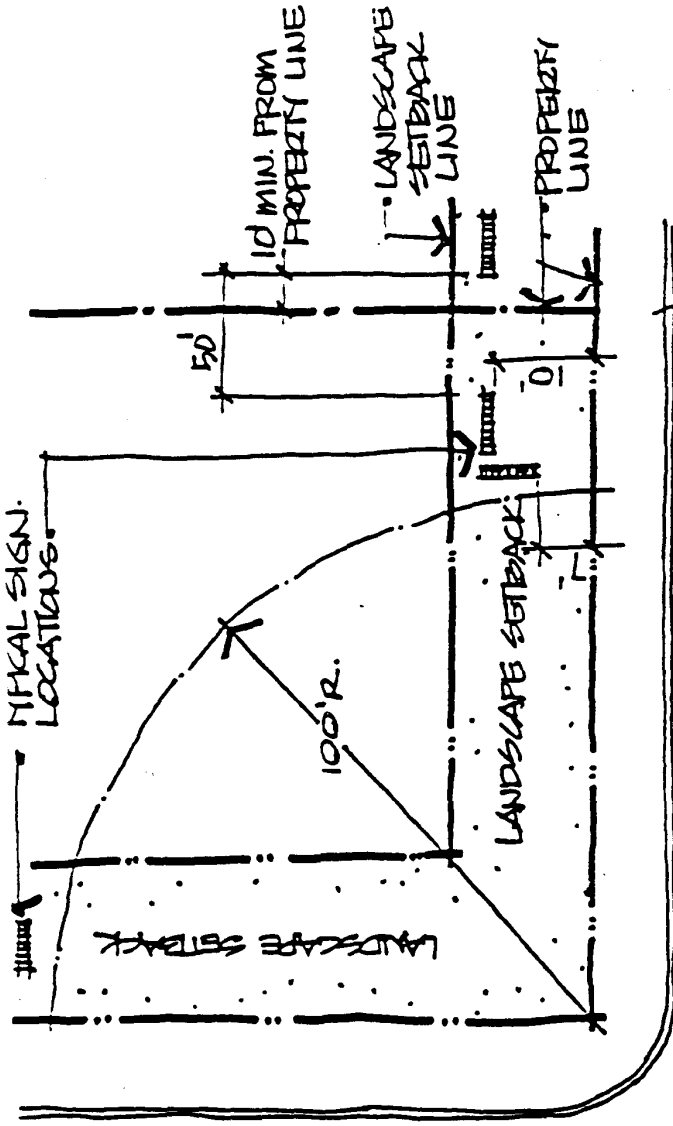 TYPICAL SIGN.
LOCATIONS
50'
10' MIN. FROM
PROPERTY LINE
LANDSCAPE
SETBACK
LINE
PROPERTY
LINE
10'
100'R.
LANDSCAPE SETBACK
LANDSCAPE SETBACK